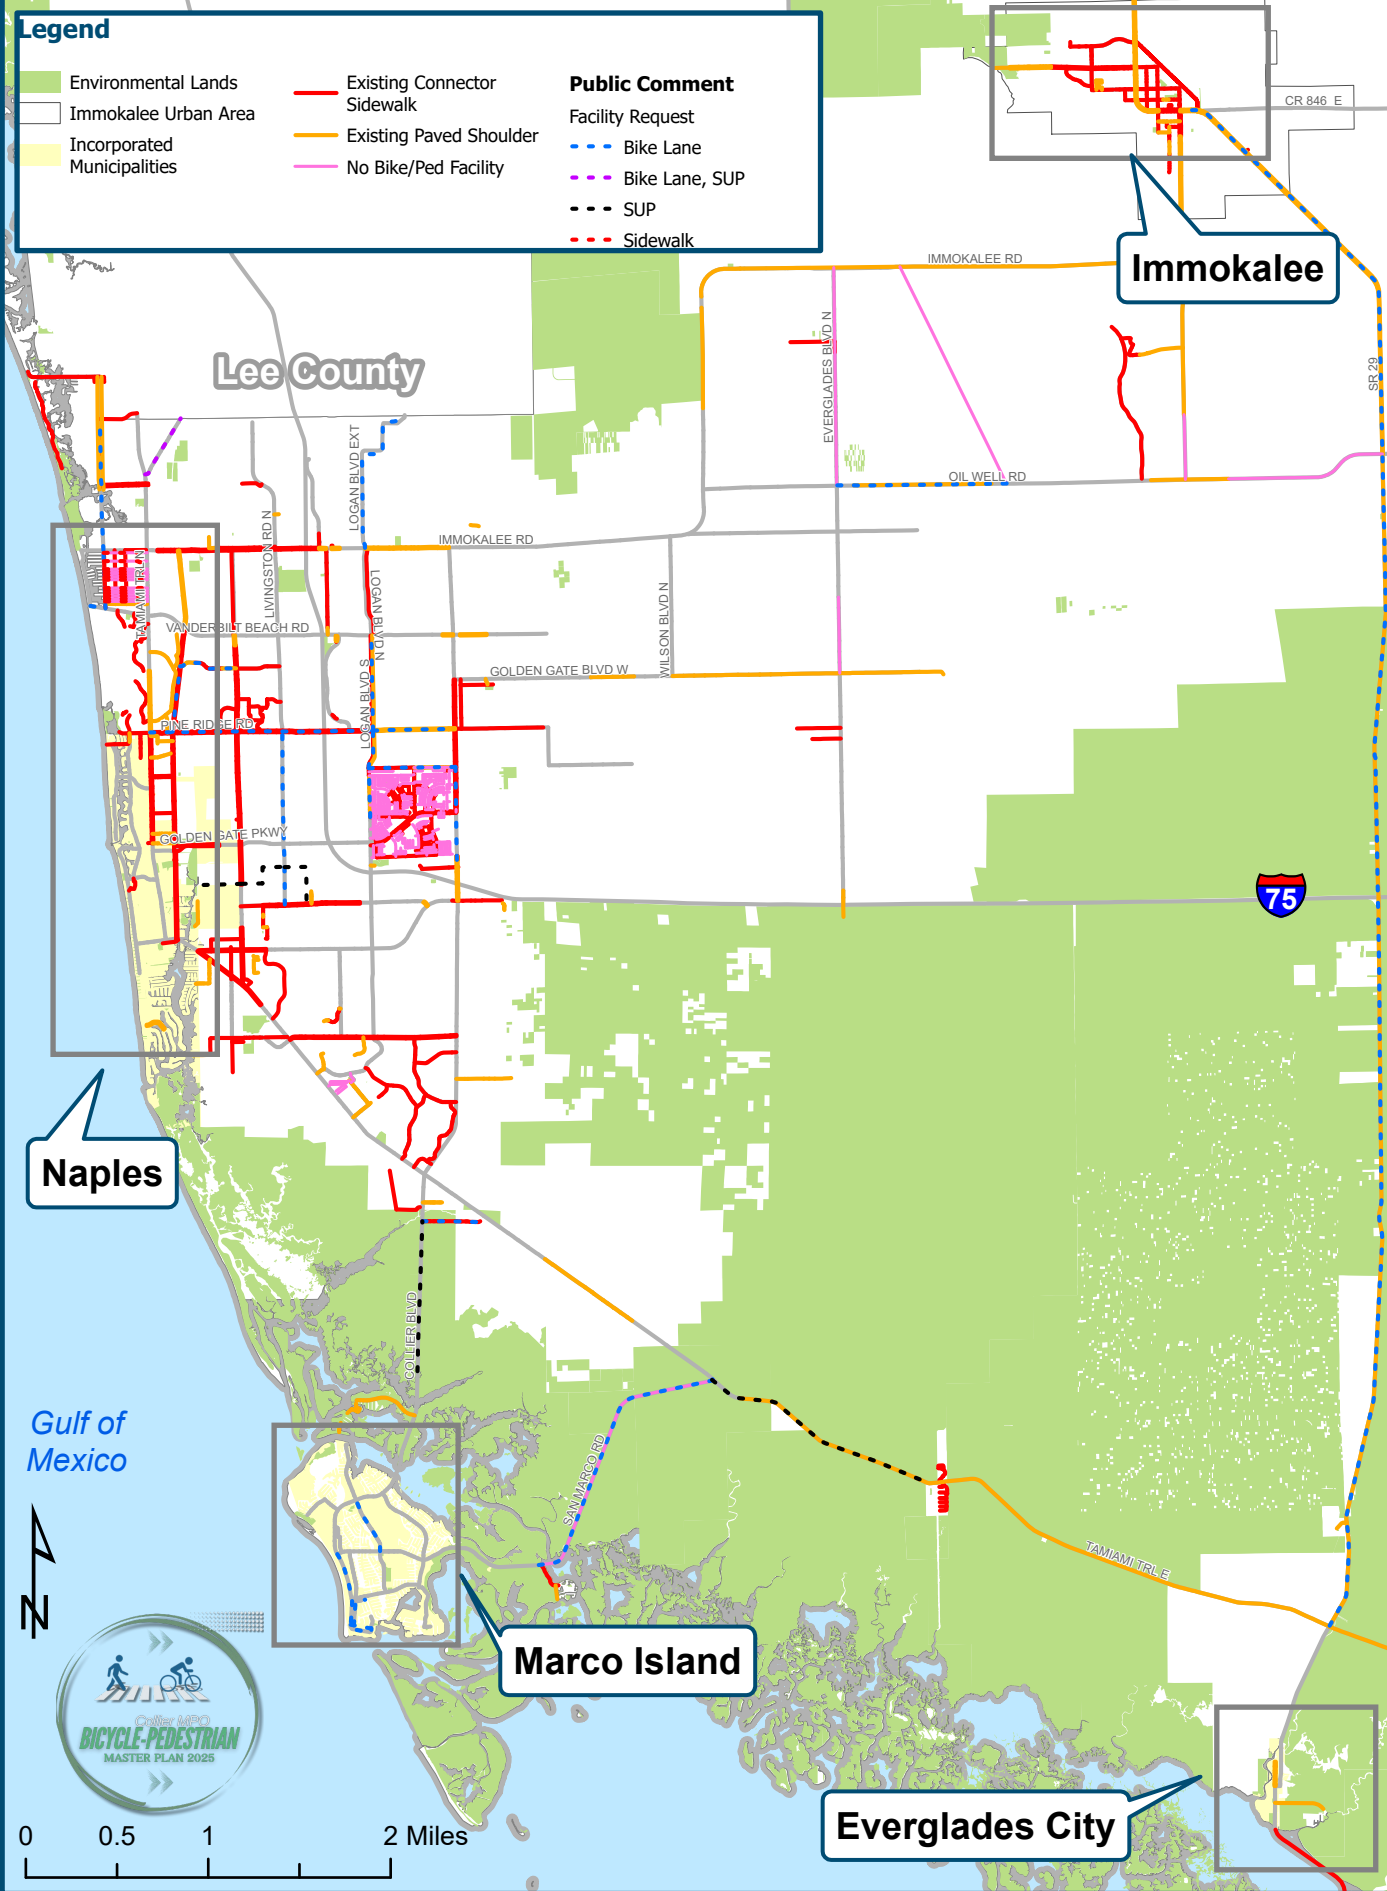 Legend
Environmental Lands
Immokalee Urban Area
Incorporated
Municipalities
Existing Connector
Sidewalk
Existing Paved Shoulder
No Bike/Ped Facility
Public Comment
Facility Request
Bike Lane
Bike Lane, SUP
SUP
Sidewalk
CR 846 E
Immokalee
IMMOKALEE RD
EVERGLADES BLVD N
SR 29
Lee County
LOGAN BLVD EXT
OIL WELL RD
IMMOKALEE RD
LIVINGSTON RD N
TAMIAMI TRL N
LOGAN BLVD N
VANDERBILT BEACH RD
WILSON BLVD N
GOLDEN GATE BLVD W
LOGAN BLVD S
PINE RIDGE RD
GOLDEN GATE PKWY
75
Naples
COLLIER BLVD
Gulf of
Mexico
SAN MARCO RD
TAMIAMI TRL E
N
Marco Island
Collier MPO
BICYCLE-PEDESTRIAN
MASTER PLAN 2025
Everglades City
0 0.5 1 2 Miles